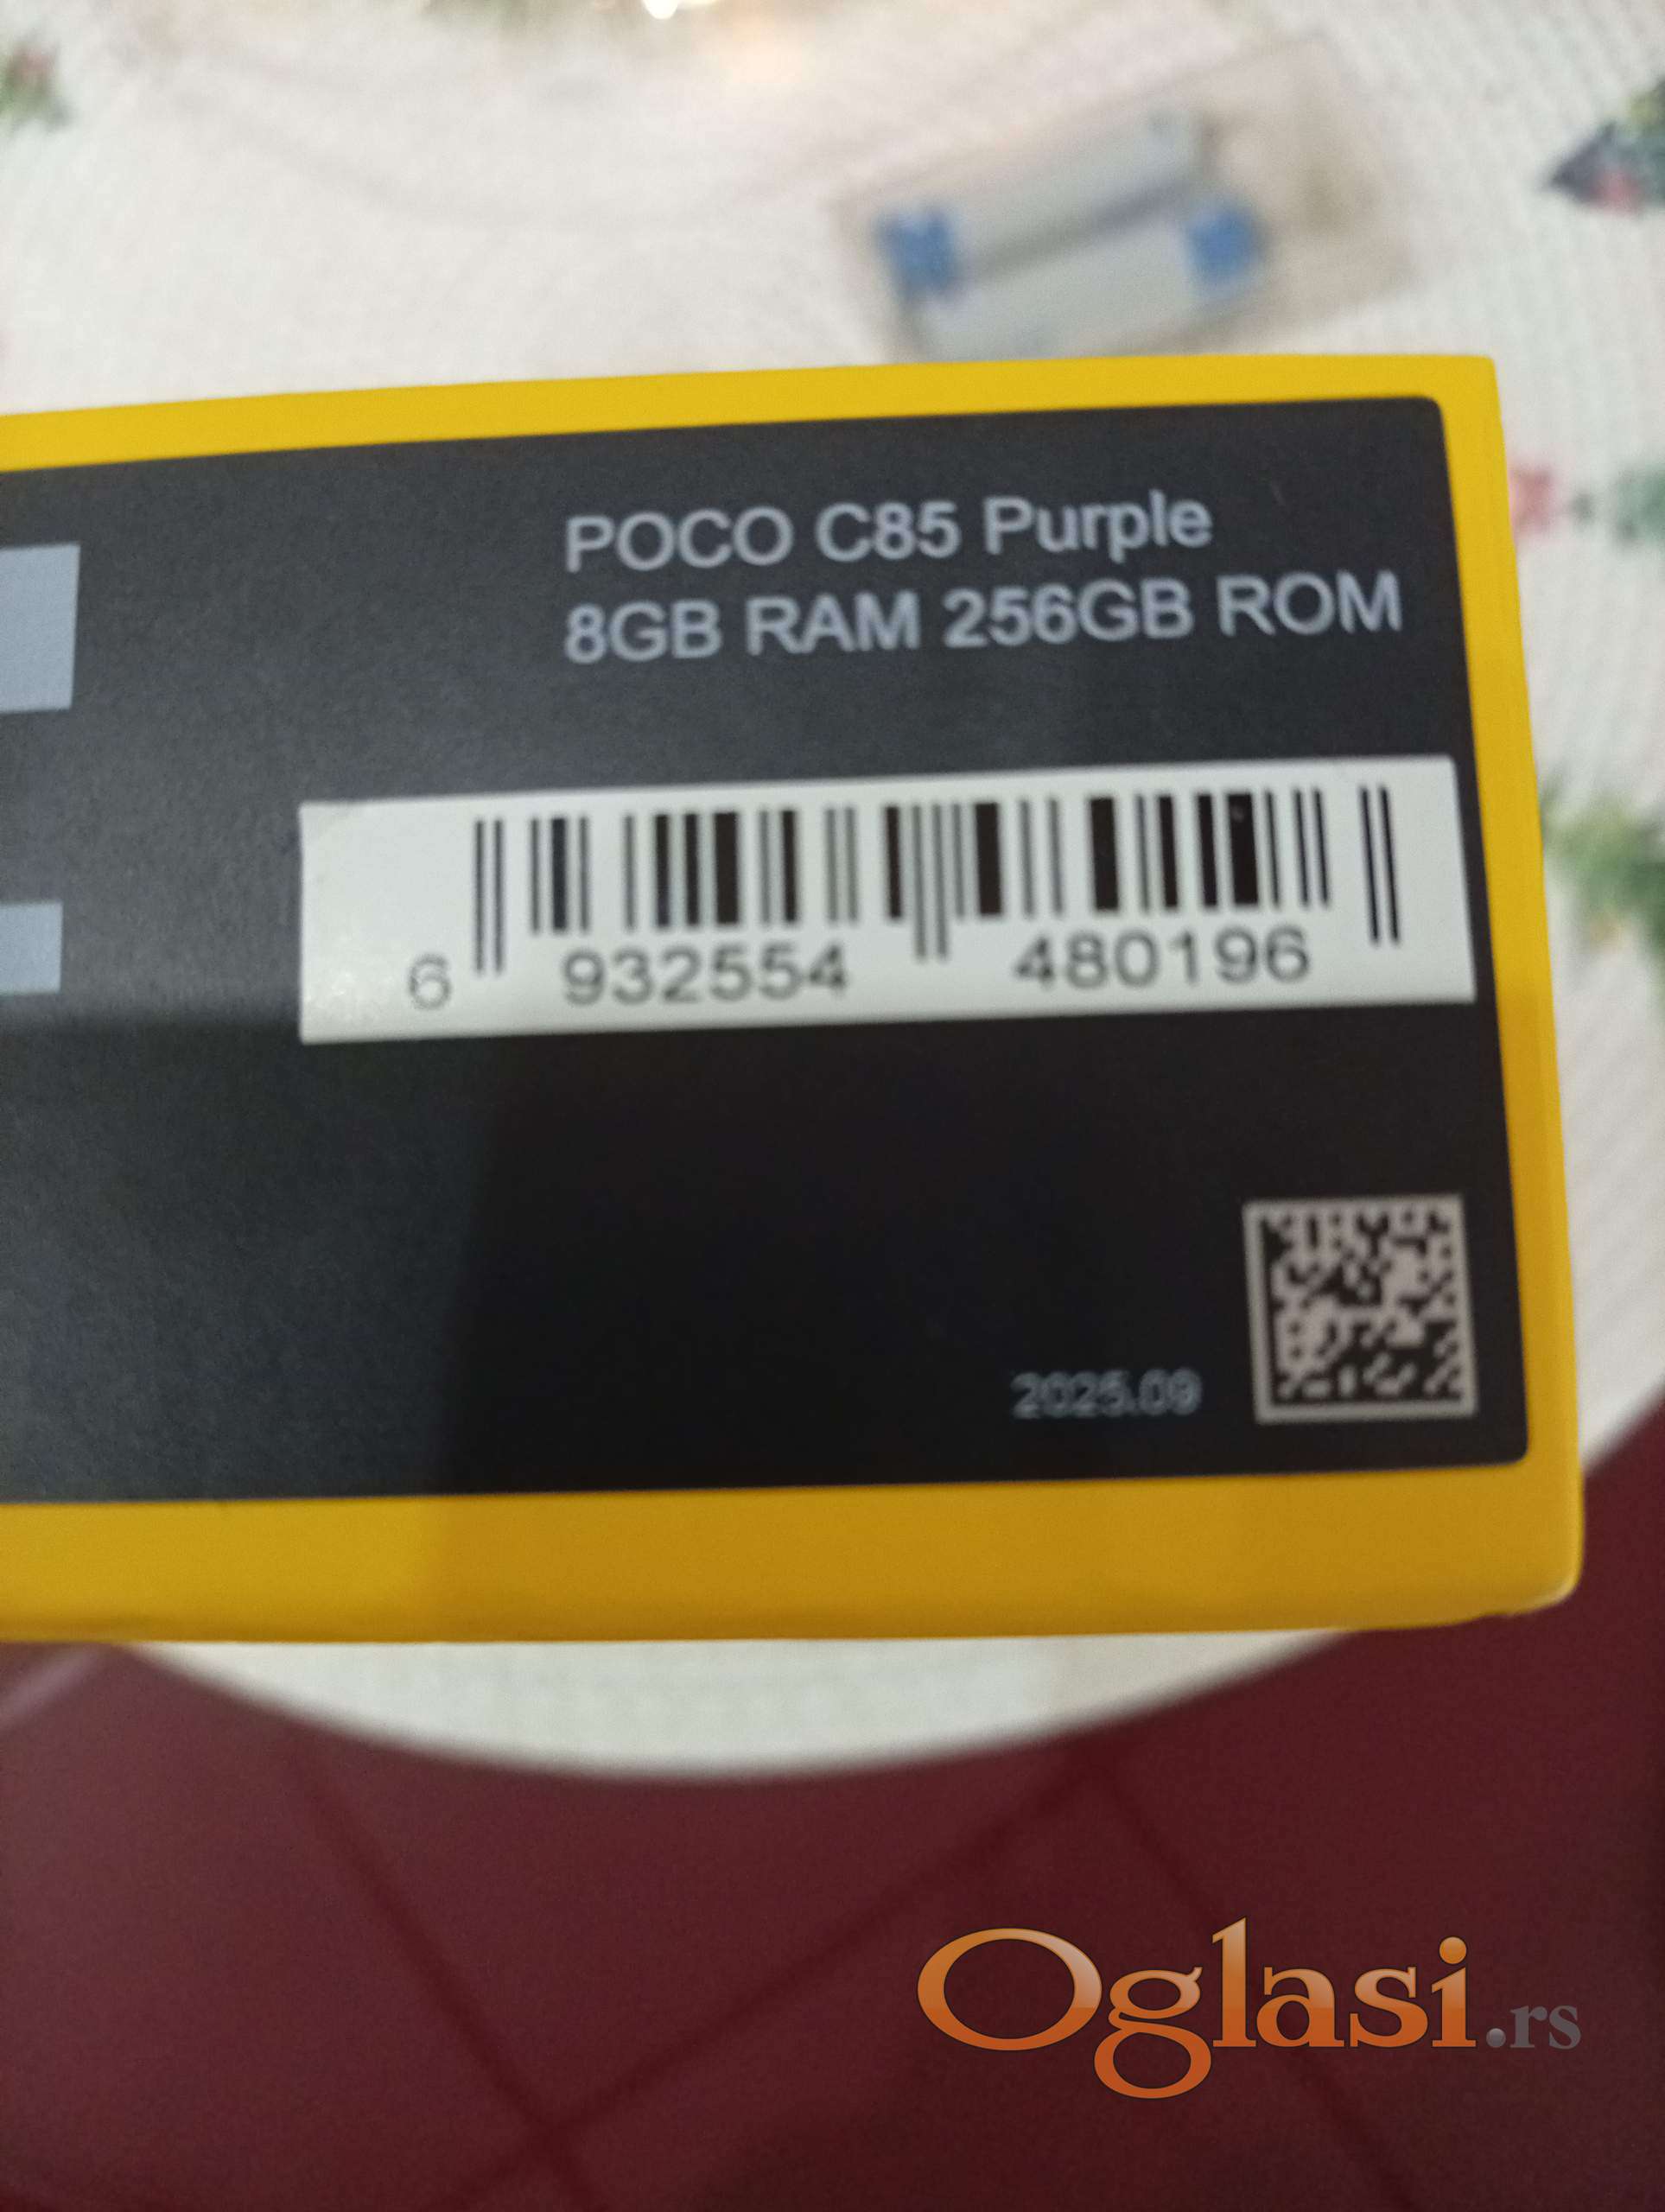 POCO C85 Purple
8GB RAM 256GB ROM
6 932554 480196
2025.09
Oglasi.rs